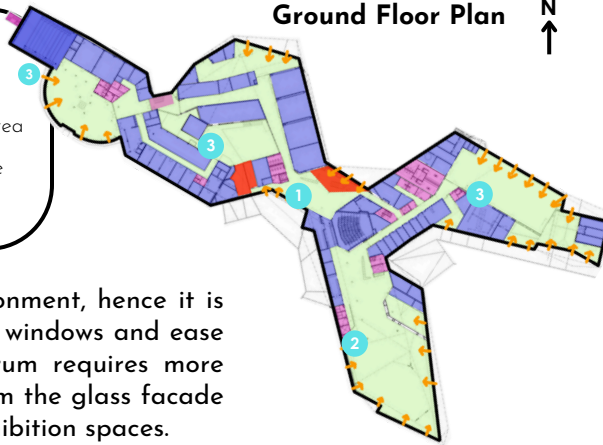 Ground Floor Plan
N
3
ea
e
3
1
3
2
onment, hence it is
windows and ease
um requires more
m the glass facade
ibition spaces.